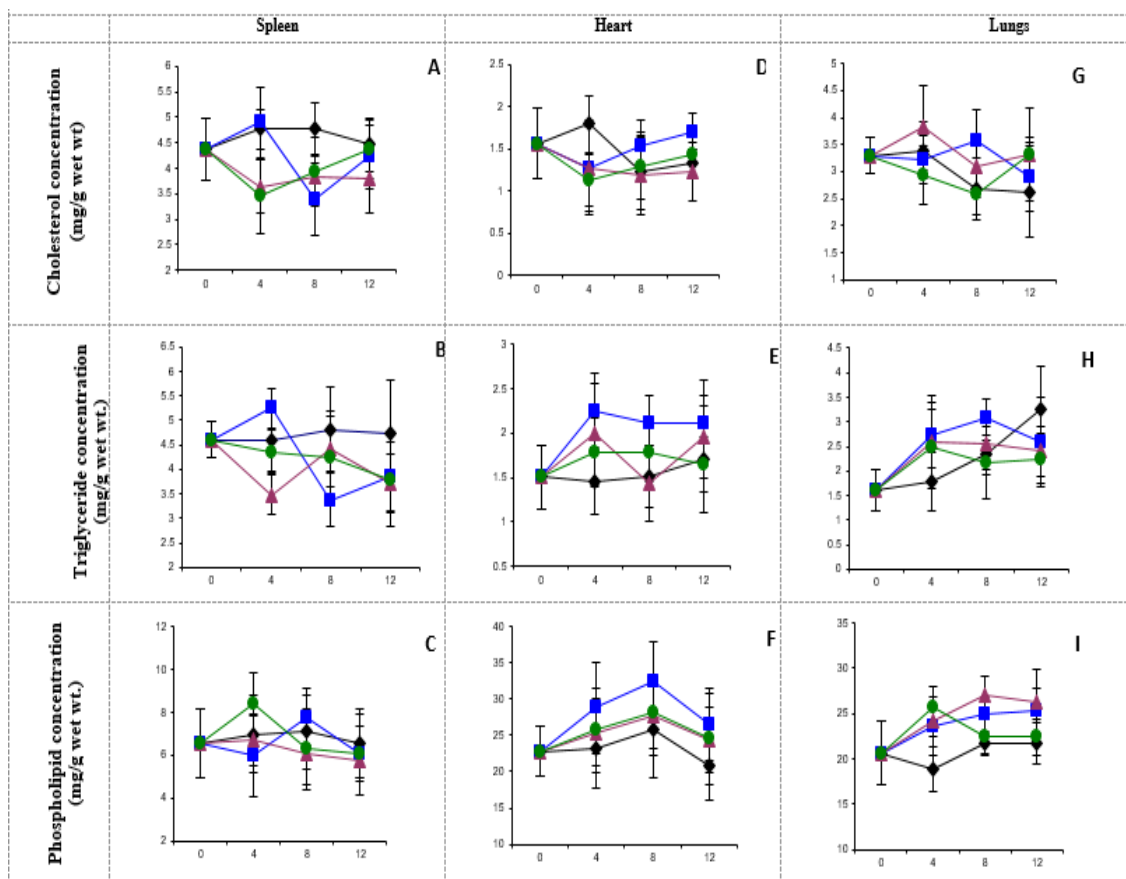 Spleen Heart Lungs
Cholesterol concentration
(mg/g wet wt)
A
6
5.5
5
4.5
4
3.5
3
2.5
2
0 4 8 12
D
2.5
2
1.5
1
0.5
0
0 4 8 12
G
5
4.5
4
3.5
3
2.5
2
1.5
1
0 4 8 12
Triglyceride concentration
(mg/g wet wt.)
B
6.5
6
5.5
5
4.5
4
3.5
3
2.5
2
0 4 8 12
E
3
2.5
2
1.5
1
0.5
0 4 8 12
H
4.5
4
3.5
3
2.5
2
1.5
1
0.5
0
0 4 8 12
Phospholipid concentration
(mg/g wet wt.)
C
12
10
8
6
4
2
0 4 8 12
F
40
35
30
25
20
15
10
0 4 8 12
I
35
30
25
20
15
10
0 4 8 12